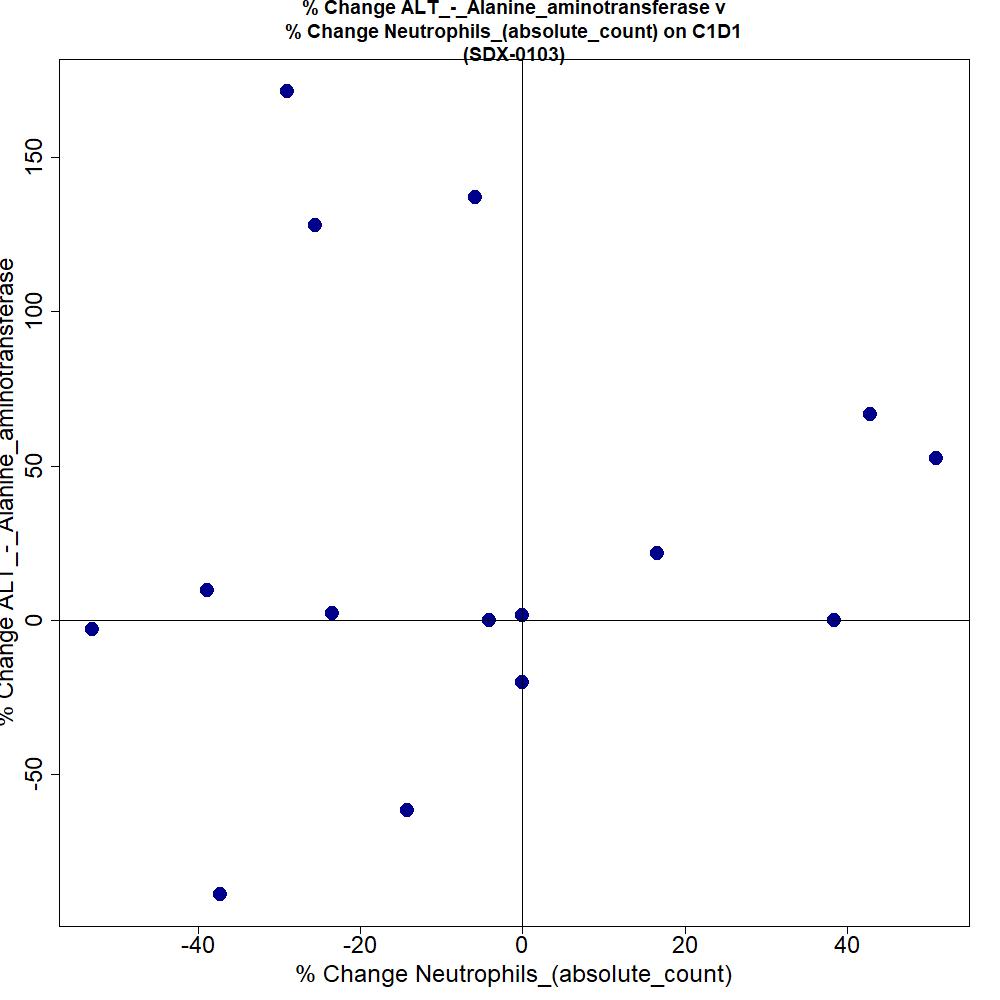 % Change ALT_-_Alanine_aminotransferase v
% Change Neutrophils_(absolute_count) on C1D1
(SDX-0103)
% Change ALT_-_Alanine_aminotransferase
150
100
50
0
-50
-40
-20
0
20
40
% Change Neutrophils_(absolute_count)